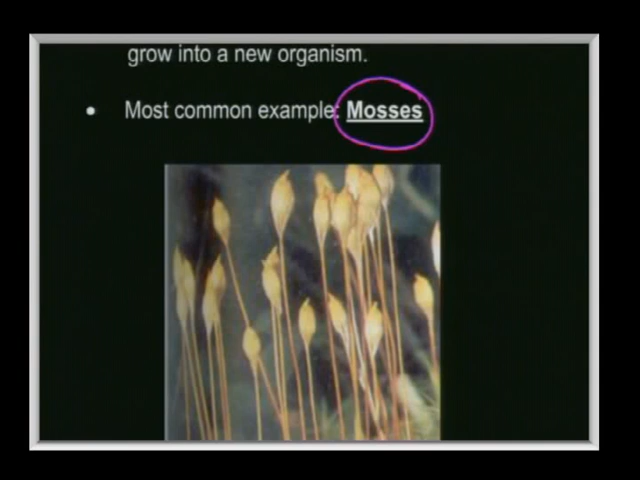 grow into a new organism.
• Most common example: Mosses